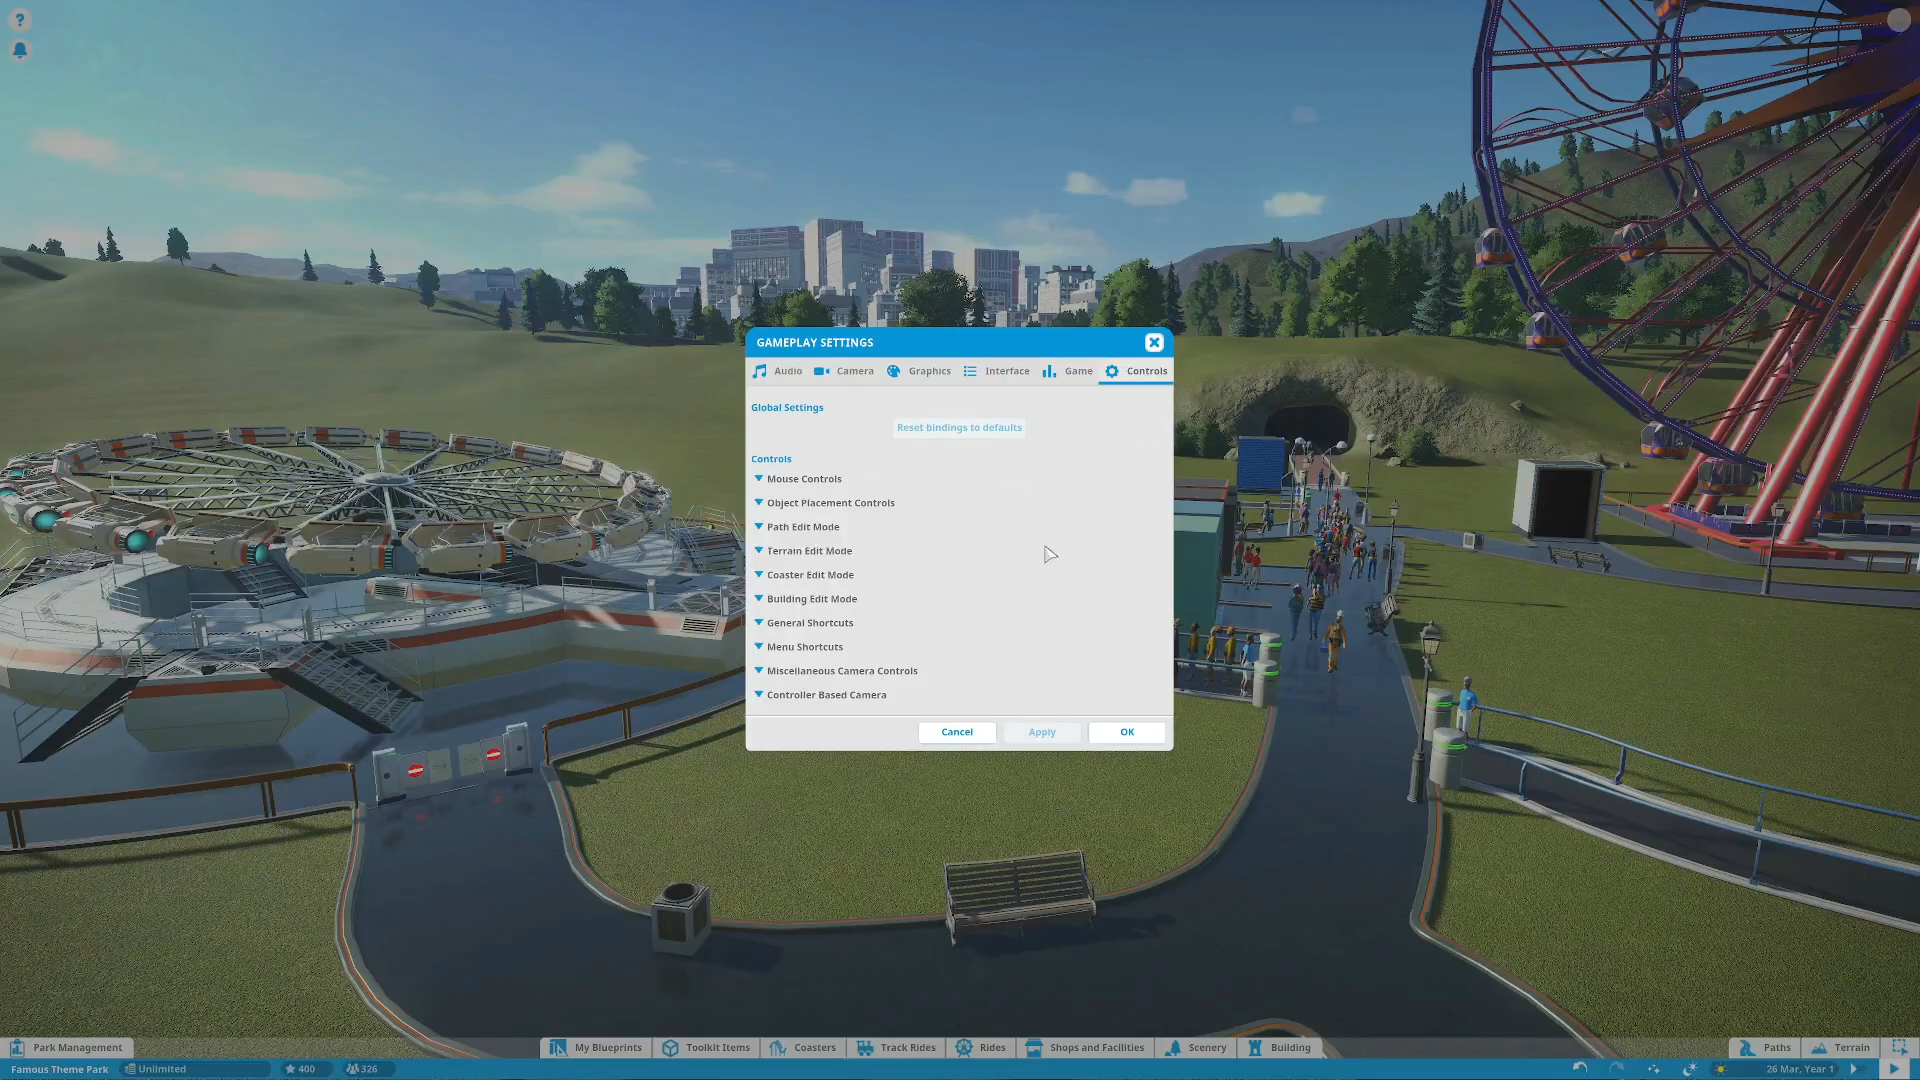 ?
GAMEPLAY SETTINGS
Audio Camera Graphics Interface Game Controls
Global Settings
Reset bindings to defaults
Controls
Mouse Controls
Object Placement Controls
Path Edit Mode
Terrain Edit Mode
Coaster Edit Mode
Building Edit Mode
General Shortcuts
Menu Shortcuts
Miscellaneous Camera Controls
Controller Based Camera
Cancel Apply OK
Park Management My Blueprints Toolkit Items Coasters Track Rides Rides Shops and Facilities Scenery Building Paths Terrain
Famous Theme Park Unlimited 400 326 26 Mar, Year 1